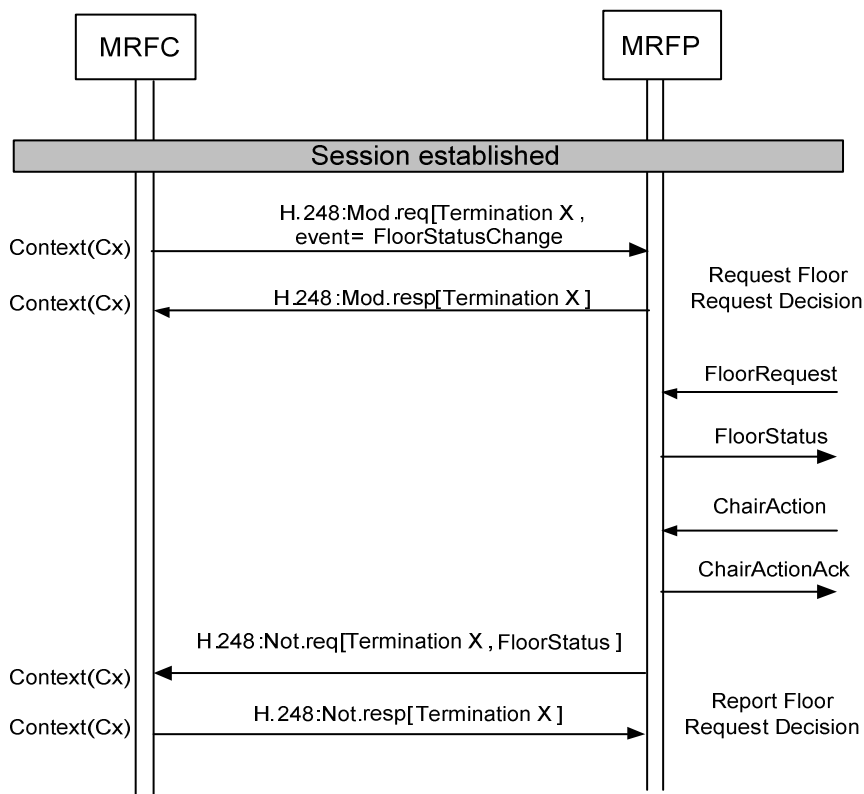 MRFC
MRFP
Session established
H.248:Mod.req[Termination X ,
event= FloorStatusChange
Context(Cx)
Context(Cx)
H.248:Mod.resp[Termination X ]
Request Floor
Request Decision
FloorRequest
FloorStatus
ChairAction
ChairActionAck
H.248:Not.req[Termination X , FloorStatus ]
Context(Cx)
Context(Cx)
H.248:Not.resp[Termination X ]
Report Floor
Request Decision